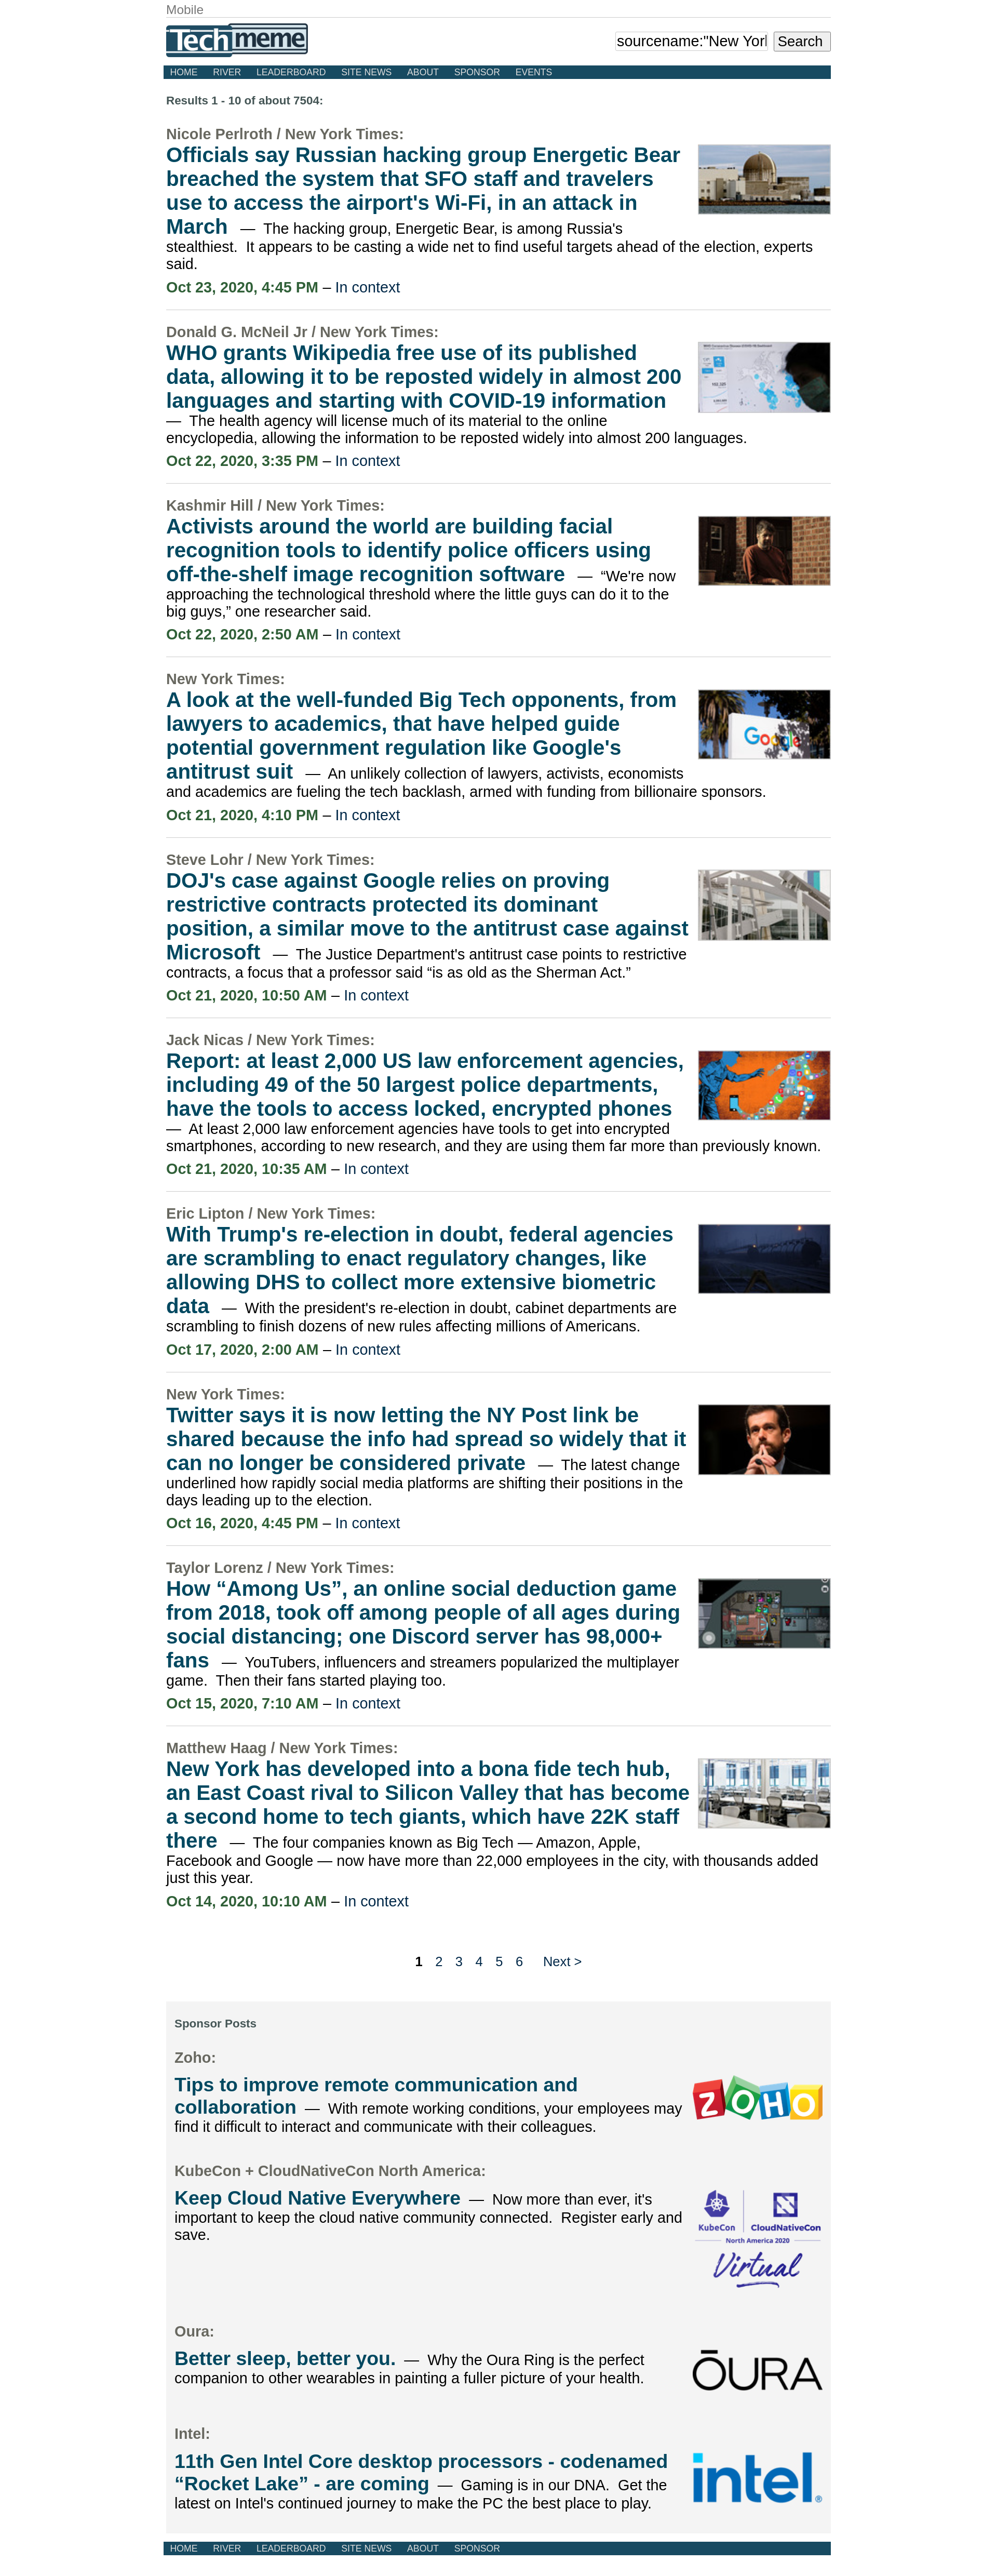 Mobile
Techmeme
sourcename:"New Yorl
Search
HOME RIVER LEADERBOARD SITE NEWS ABOUT SPONSOR EVENTS
Results 1 - 10 of about 7504:
Nicole Perlroth / New York Times:
Officials say Russian hacking group Energetic Bear
breached the system that SFO staff and travelers
use to access the airport's Wi-Fi, in an attack in
March — The hacking group, Energetic Bear, is among Russia's
stealthiest. It appears to be casting a wide net to find useful targets ahead of the election, experts
said.
Oct 23, 2020, 4:45 PM – In context
Donald G. McNeil Jr / New York Times:
WHO grants Wikipedia free use of its published
data, allowing it to be reposted widely in almost 200
languages and starting with COVID-19 information
— The health agency will license much of its material to the online
encyclopedia, allowing the information to be reposted widely into almost 200 languages.
Oct 22, 2020, 3:35 PM – In context
Kashmir Hill / New York Times:
Activists around the world are building facial
recognition tools to identify police officers using
off-the-shelf image recognition software — “We're now
approaching the technological threshold where the little guys can do it to the
big guys,” one researcher said.
Oct 22, 2020, 2:50 AM – In context
New York Times:
A look at the well-funded Big Tech opponents, from
lawyers to academics, that have helped guide
potential government regulation like Google's
antitrust suit — An unlikely collection of lawyers, activists, economists
and academics are fueling the tech backlash, armed with funding from billionaire sponsors.
Google
Oct 21, 2020, 4:10 PM – In context
Steve Lohr / New York Times:
DOJ's case against Google relies on proving
restrictive contracts protected its dominant
position, a similar move to the antitrust case against
Microsoft — The Justice Department's antitrust case points to restrictive
contracts, a focus that a professor said “is as old as the Sherman Act.”
Oct 21, 2020, 10:50 AM – In context
Jack Nicas / New York Times:
Report: at least 2,000 US law enforcement agencies,
including 49 of the 50 largest police departments,
have the tools to access locked, encrypted phones
— At least 2,000 law enforcement agencies have tools to get into encrypted
smartphones, according to new research, and they are using them far more than previously known.
Oct 21, 2020, 10:35 AM – In context
Eric Lipton / New York Times:
With Trump's re-election in doubt, federal agencies
are scrambling to enact regulatory changes, like
allowing DHS to collect more extensive biometric
data — With the president's re-election in doubt, cabinet departments are
scrambling to finish dozens of new rules affecting millions of Americans.
Oct 17, 2020, 2:00 AM – In context
New York Times:
Twitter says it is now letting the NY Post link be
shared because the info had spread so widely that it
can no longer be considered private — The latest change
underlined how rapidly social media platforms are shifting their positions in the
days leading up to the election.
Oct 16, 2020, 4:45 PM – In context
Taylor Lorenz / New York Times:
How “Among Us”, an online social deduction game
from 2018, took off among people of all ages during
social distancing; one Discord server has 98,000+
fans — YouTubers, influencers and streamers popularized the multiplayer
game. Then their fans started playing too.
Oct 15, 2020, 7:10 AM – In context
Matthew Haag / New York Times:
New York has developed into a bona fide tech hub,
an East Coast rival to Silicon Valley that has become
a second home to tech giants, which have 22K staff
there — The four companies known as Big Tech — Amazon, Apple,
Facebook and Google — now have more than 22,000 employees in the city, with thousands added
just this year.
Oct 14, 2020, 10:10 AM – In context
1 2 3 4 5 6 Next >
Sponsor Posts
Zoho:
Tips to improve remote communication and
collaboration — With remote working conditions, your employees may
find it difficult to interact and communicate with their colleagues.
ZOHO
KubeCon + CloudNativeCon North America:
Keep Cloud Native Everywhere — Now more than ever, it's
important to keep the cloud native community connected. Register early and
save.
KubeCon CloudNativeCon
North America 2020
Virtual
Oura:
Better sleep, better you. — Why the Oura Ring is the perfect
companion to other wearables in painting a fuller picture of your health.
ŌURA
Intel:
11th Gen Intel Core desktop processors - codenamed
“Rocket Lake” - are coming — Gaming is in our DNA. Get the
latest on Intel's continued journey to make the PC the best place to play.
intel®
HOME RIVER LEADERBOARD SITE NEWS ABOUT SPONSOR